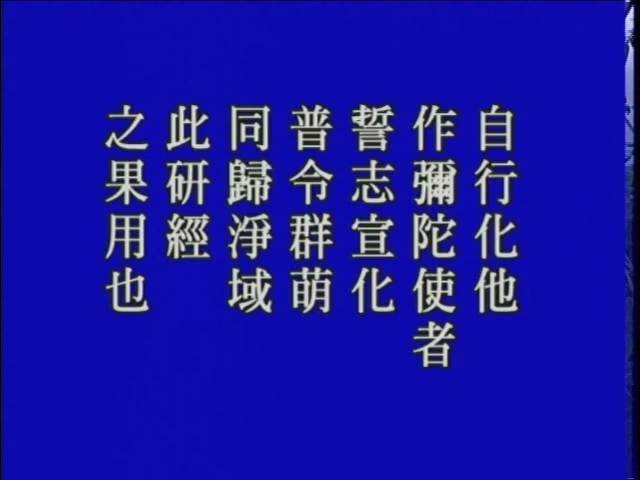 自行化他
作彌陀使者
誓志宣化
普令群萌
同歸淨域
此研經
之果用也